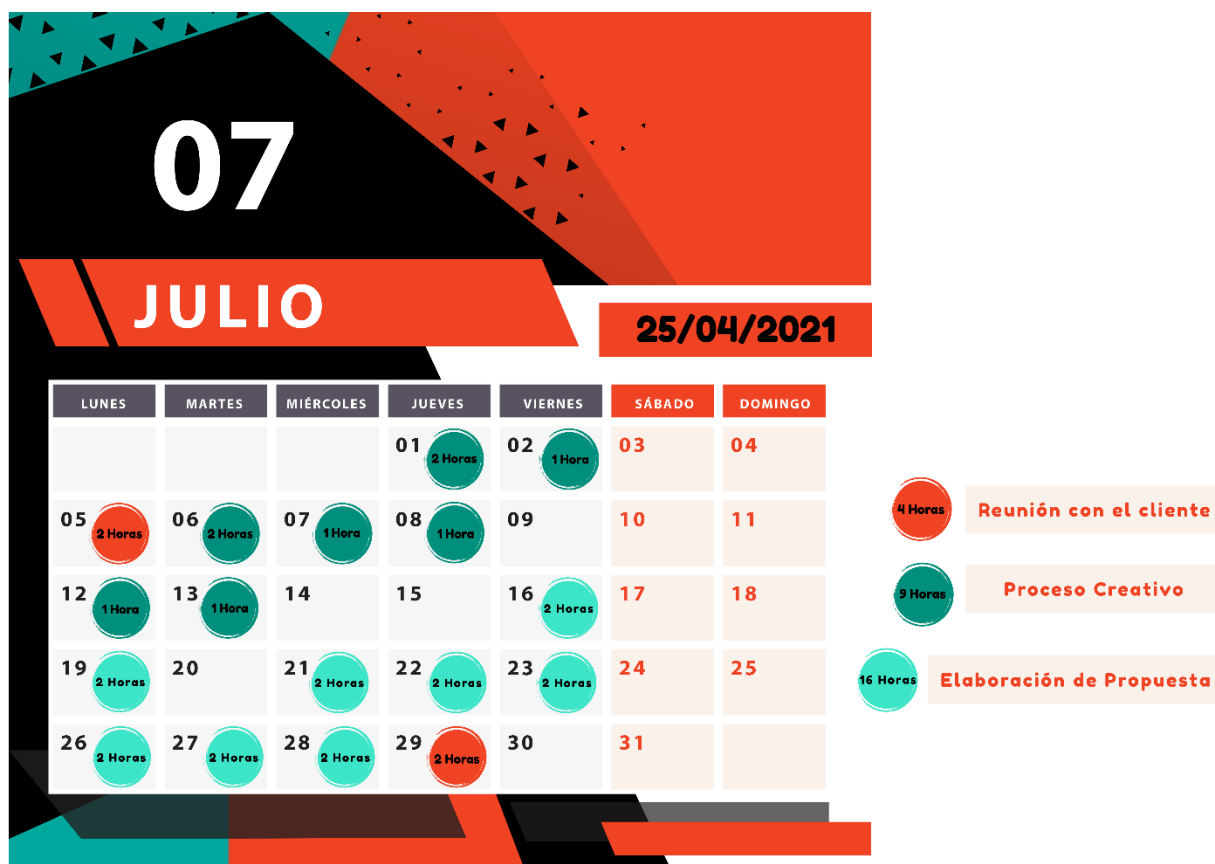 07
JULIO
25/04/2021
LUNES MARTES MIÉRCOLES JUEVES VIERNES SÁBADO DOMINGO
01 2 Horas 02 1 Hora 03 04
05 2 Horas 06 2 Horas 07 1 Hora 08 1 Hora 09 10 11
12 1 Hora 13 1 Hora 14 15 16 2 Horas 17 18
19 2 Horas 20 21 2 Horas 22 2 Horas 23 2 Horas 24 25
26 2 Horas 27 2 Horas 28 2 Horas 29 2 Horas 30 31
4 Horas Reunión con el cliente
9 Horas Proceso Creativo
16 Horas Elaboración de Propuesta